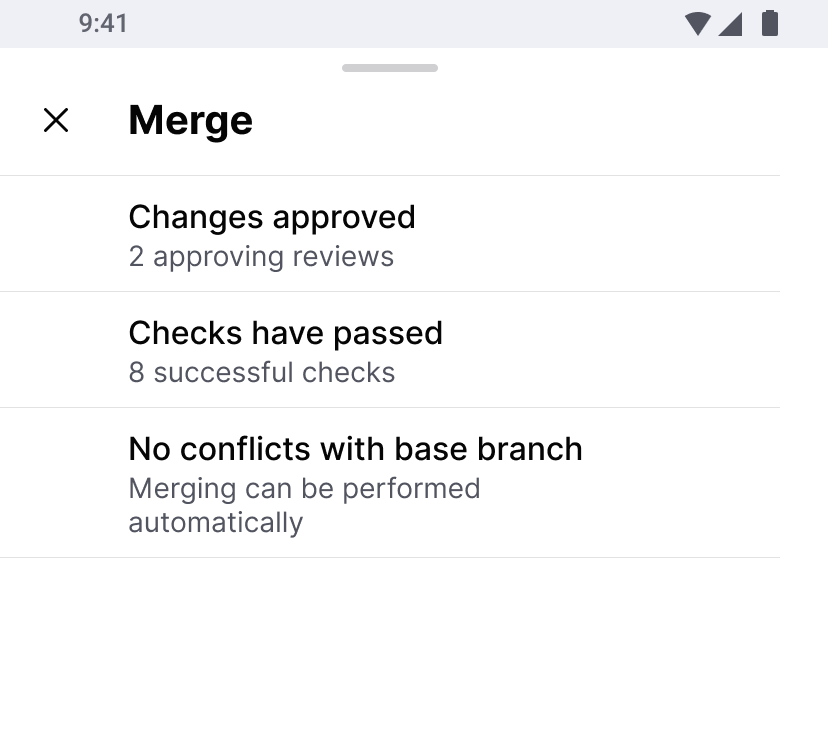 9:41
Merge
Changes approved
2 approving reviews
Checks have passed
8 successful checks
No conflicts with base branch
Merging can be performed
automatically